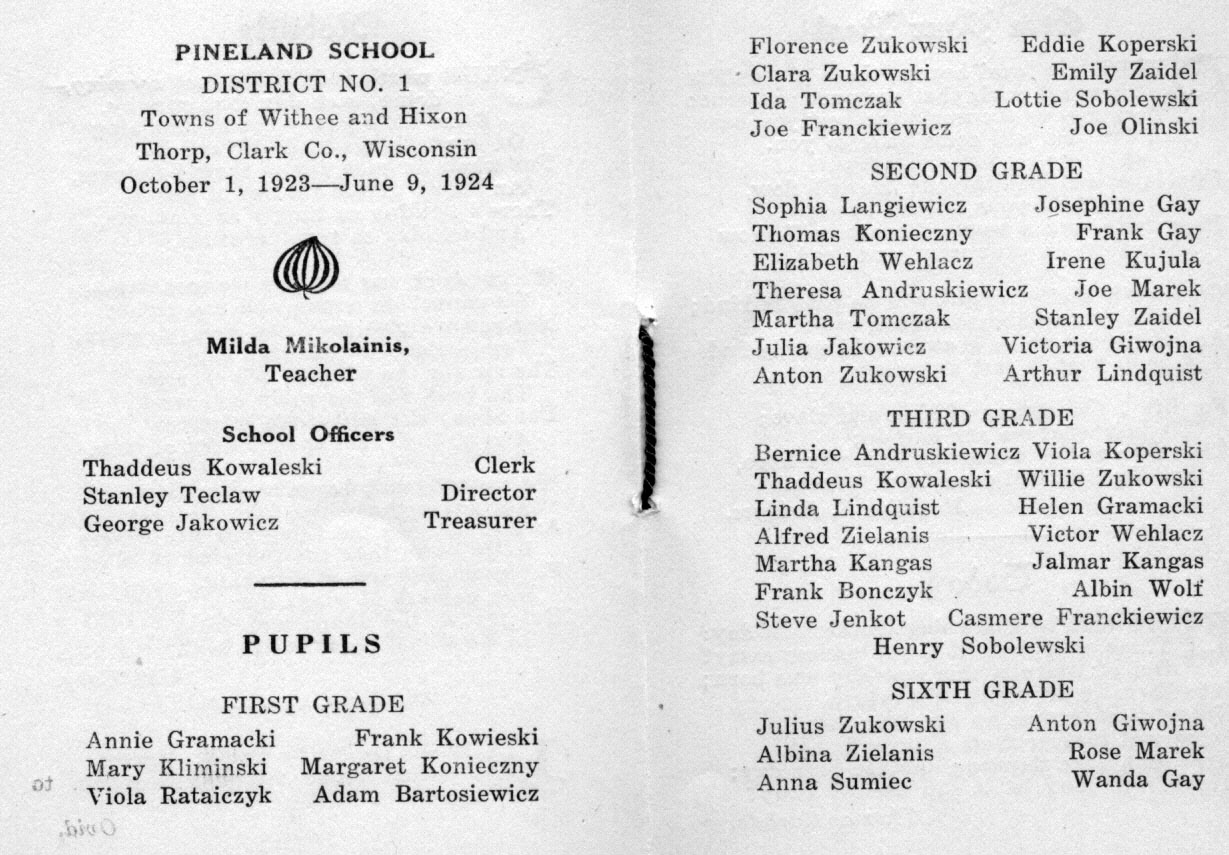 PINELAND SCHOOL
DISTRICT NO. 1
Towns of Withee and Hixon
Thorp, Clark Co., Wisconsin
October 1, 1923—June 9, 1924
Milda Mikolainis,
Teacher
School Officers
Thaddeus Kowaleski Clerk
Stanley Teclaw Director
George Jakowicz Treasurer
PUPILS
FIRST GRADE
Annie Gramacki Frank Kowieski
Mary Kliminski Margaret Konieczny
Viola Rataiczyk Adam Bartosiewicz
to
Ovid,
Florence Zukowski Eddie Koperski
Clara Zukowski Emily Zaidel
Ida Tomczak Lottie Sobolewski
Joe Franckiewicz Joe Olinski
SECOND GRADE
Sophia Langiewicz Josephine Gay
Thomas Konieczny Frank Gay
Elizabeth Wehlacz Irene Kujula
Theresa Andruskiewicz Joe Marek
Martha Tomczak Stanley Zaidel
Julia Jakowicz Victoria Giwojna
Anton Zukowski Arthur Lindquist
THIRD GRADE
Bernice Andruskiewicz Viola Koperski
Thaddeus Kowaleski Willie Zukowski
Linda Lindquist Helen Gramacki
Alfred Zielanis Victor Wehlacz
Martha Kangas Jalmar Kangas
Frank Bonczyk Albin Wolf
Steve Jenkot Casmere Franckiewicz
Henry Sobolewski
SIXTH GRADE
Julius Zukowski Anton Giwojna
Albina Zielanis Rose Marek
Anna Sumiec Wanda Gay